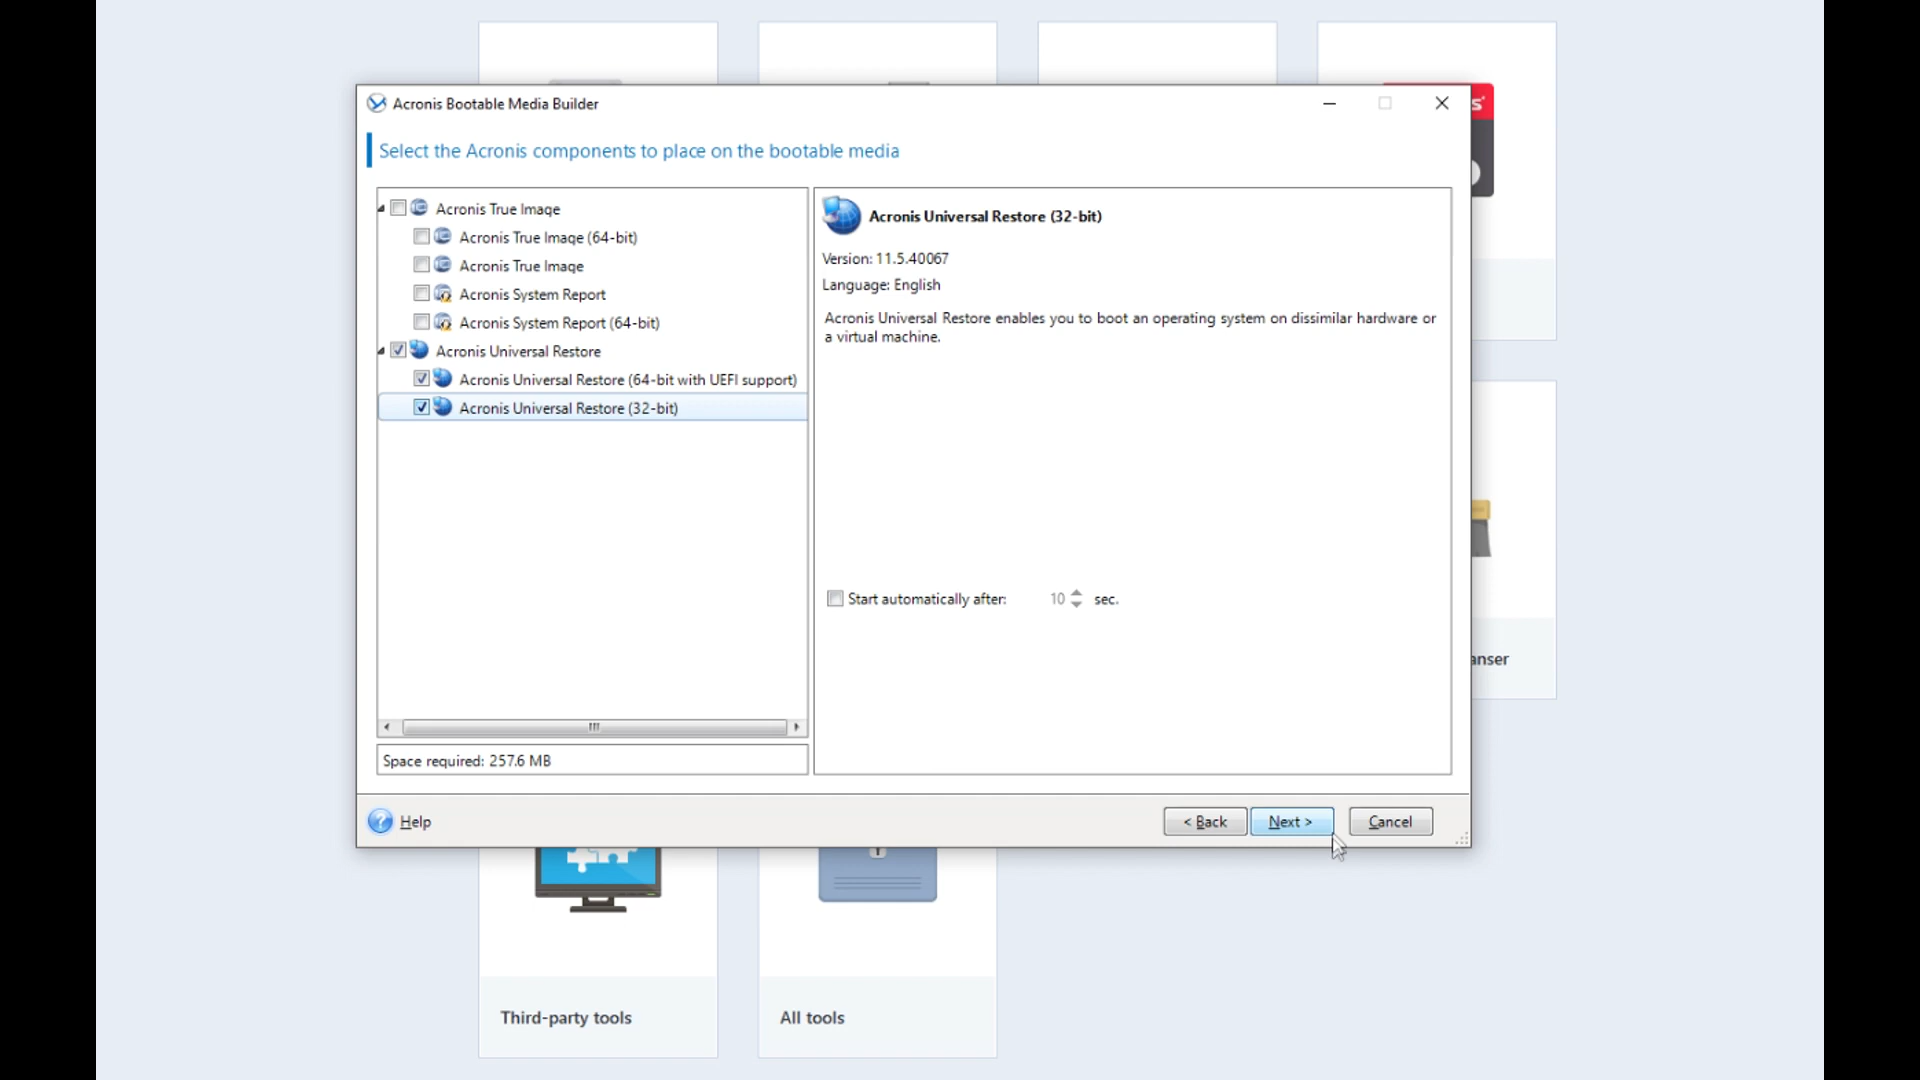 Acronis Bootable Media Builder
Select the Acronis components to place on the bootable media
Acronis True Image
Acronis True Image (64-bit)
Acronis True Image
Acronis System Report
Acronis System Report (64-bit)
Acronis Universal Restore
Acronis Universal Restore (64-bit with UEFI support)
Acronis Universal Restore (32-bit)
Space required: 257.6 MB
Acronis Universal Restore (32-bit)
Version: 11.5.40067
Language: English
Acronis Universal Restore enables you to boot an operating system on dissimilar hardware or
a virtual machine.
Start automatically after: 10 sec.
Help
< Back
Next >
Cancel
s
anser
Third-party tools
All tools